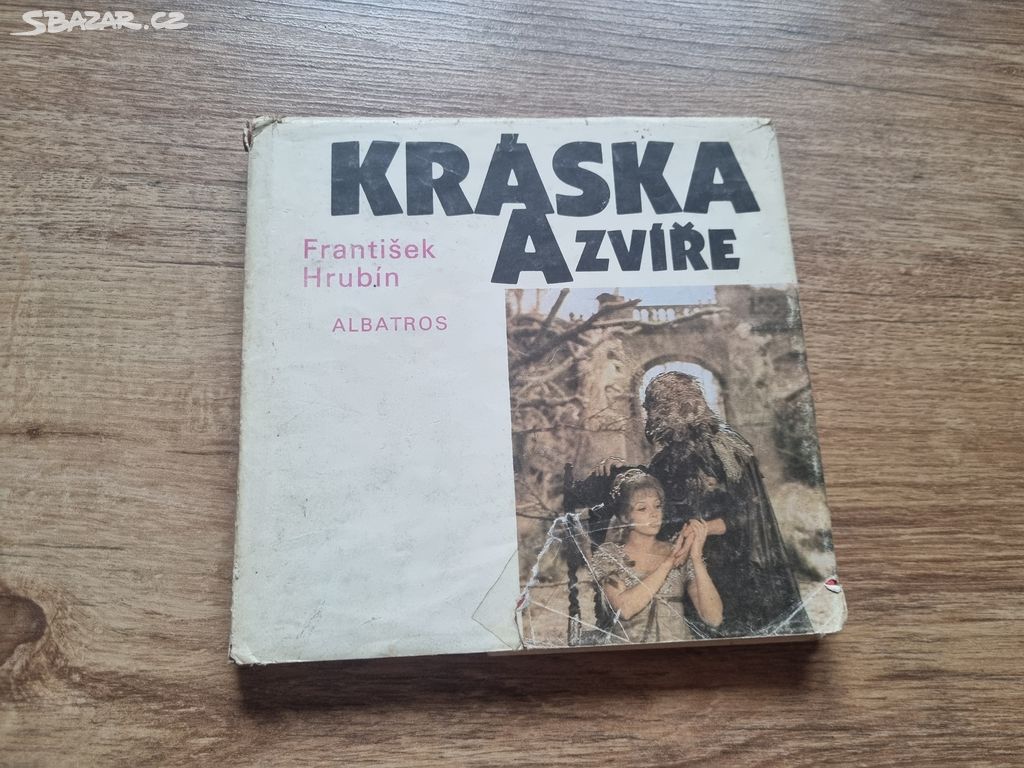 SBAZAR.CZ
KRÁSKA
A ZVÍŘE
František
Hrubín
ALBATROS